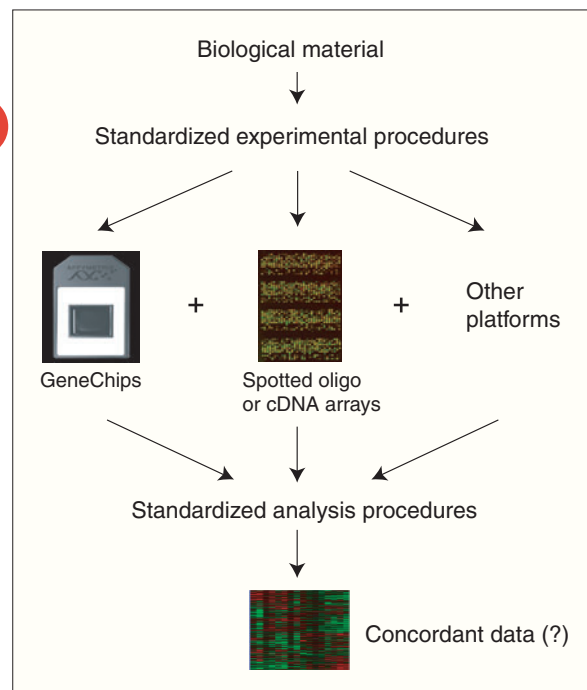 Biological material
Standardized experimental procedures
+
+
Other
platforms
GeneChips
Spotted oligo
or cDNA arrays
Standardized analysis procedures
Concordant data (?)